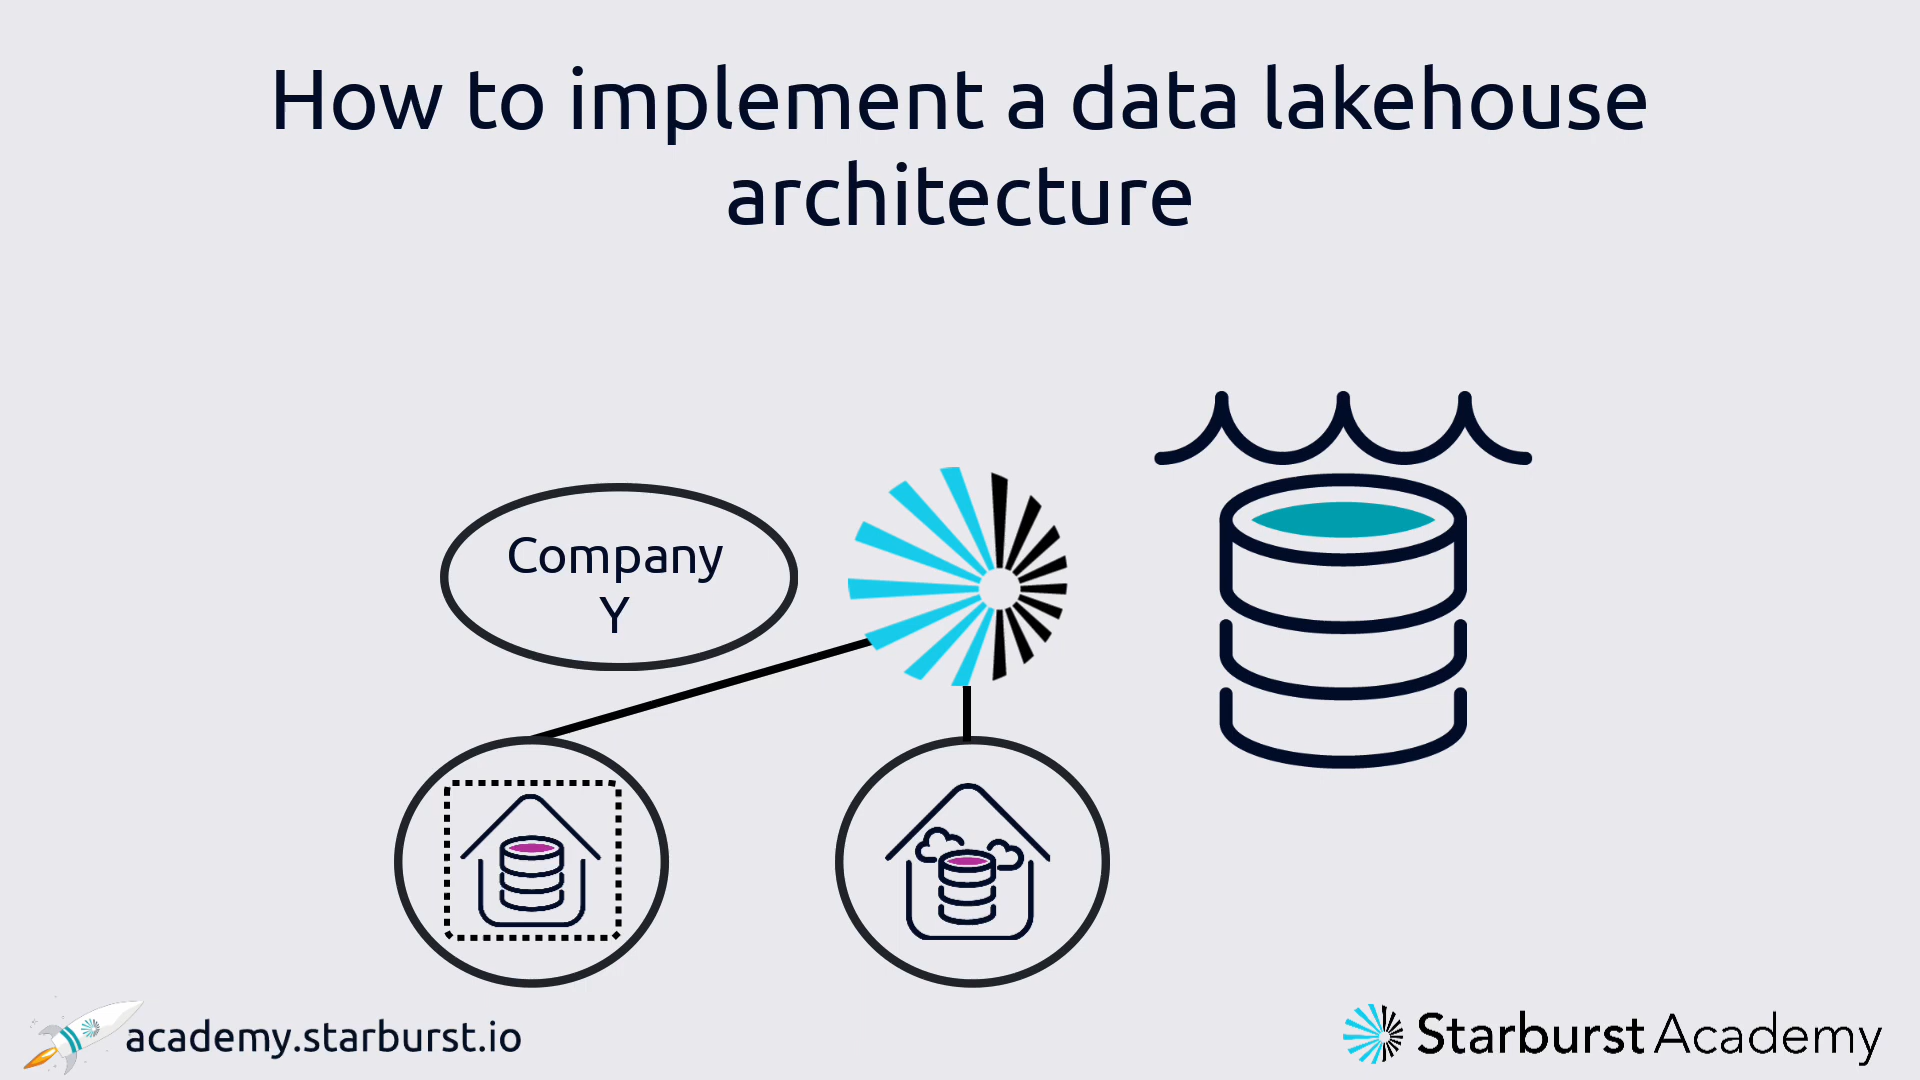 How to implement a data lakehouse
architecture
Company
Y
academy.starburst.io
Starburst Academy